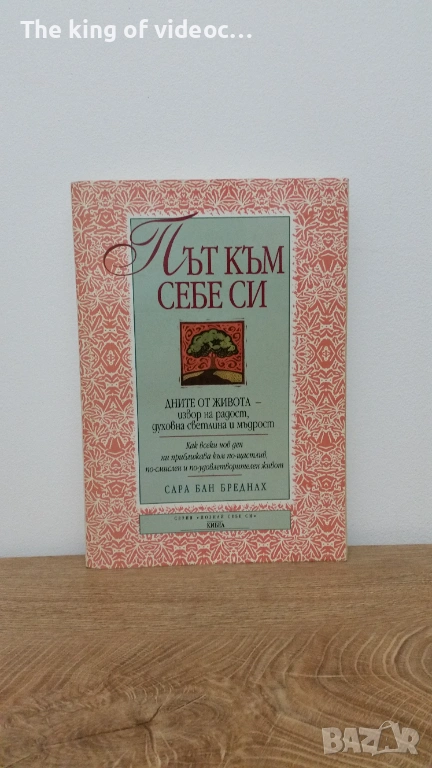 The king of videoc...
ПЪТ КЪМ
СЕБЕ СИ
ДНИТЕ ОТ ЖИВОТА –
извор на радост,
духовна светлина и мъдрост
Как всеки нов ден
ни приближава към по-щастлив,
по-смислен и по-удовлетворителен живот
САРА БАН БРЕДНАХ
СЕРИЯ «ПОЗНАЙ СЕБЕ СИ»
КИБЕА
BAZAR